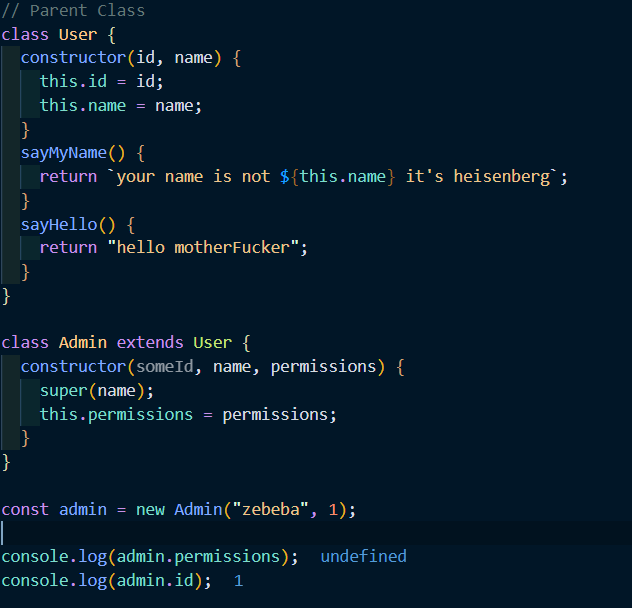 // Parent Class
class User {
  constructor(id, name) {
    this.id = id;
    this.name = name;
  }
  sayMyName() {
    return `your name is not ${this.name} it's heisenberg`;
  }
  sayHello() {
    return "hello motherFucker";
  }
}

class Admin extends User {
  constructor(someId, name, permissions) {
    super(name);
    this.permissions = permissions;
  }
}

const admin = new Admin("zebeba", 1);

console.log(admin.permissions);  undefined
console.log(admin.id);  1